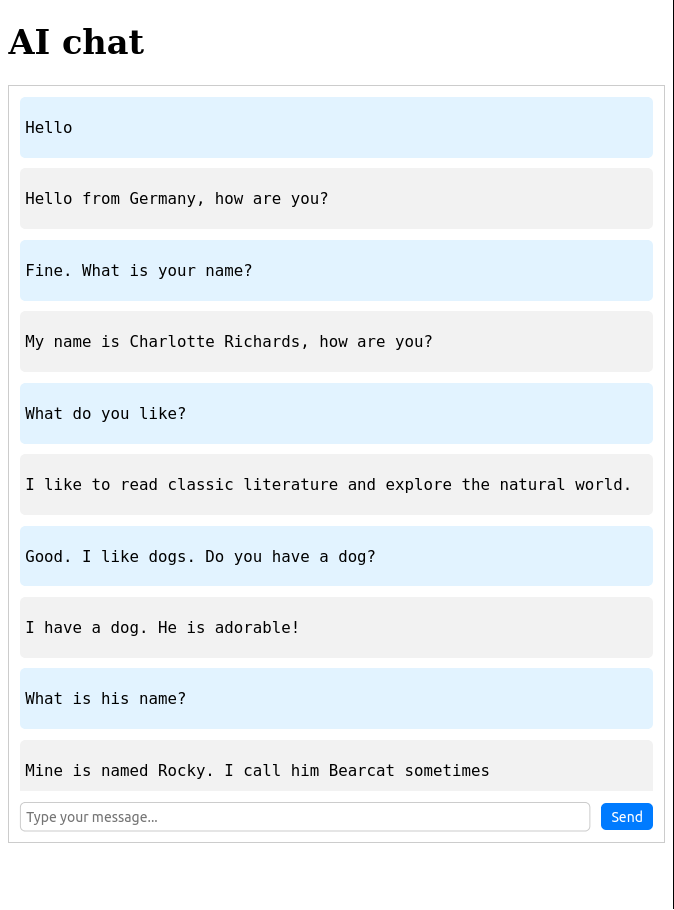 AI chat
Hello
Hello from Germany, how are you?
Fine. What is your name?
My name is Charlotte Richards, how are you?
What do you like?
I like to read classic literature and explore the natural world.
Good. I like dogs. Do you have a dog?
I have a dog. He is adorable!
What is his name?
Mine is named Rocky. I call him Bearcat sometimes
Type your message... Send